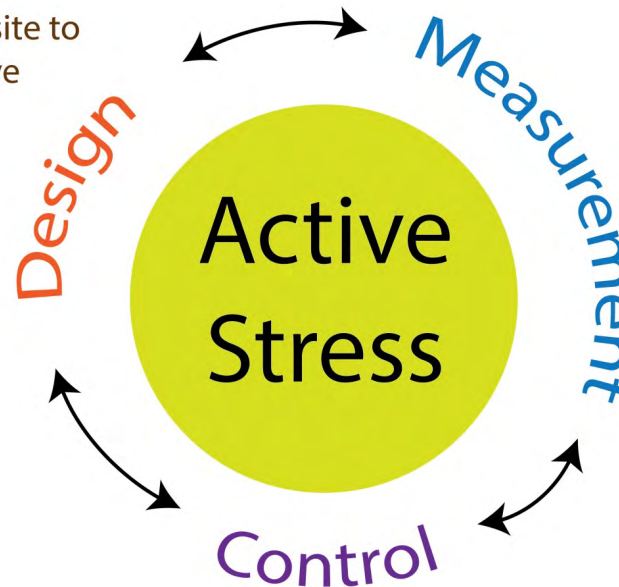 site to
ve
Design
Measurement
Active
Stress
Control